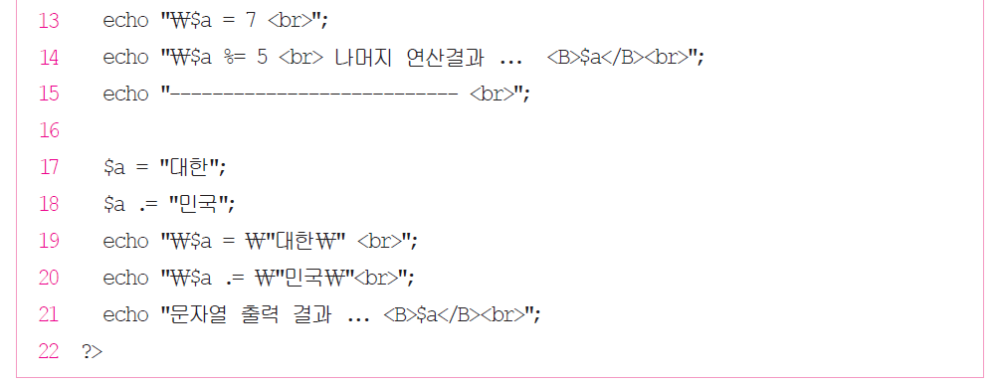 13 echo "₩$a = 7 <br>";
14 echo "₩$a %= 5 <br> 나머지 연산결과 ... <B>$a</B><br>";
15 echo "--------------------------- <br>";
16
17 $a = "대한";
18 $a .= "민국";
19 echo "₩$a = ₩"대한₩" <br>";
20 echo "₩$a .= ₩"민국₩"<br>";
21 echo "문자열 출력 결과 ... <B>$a</B><br>";
22 ?>